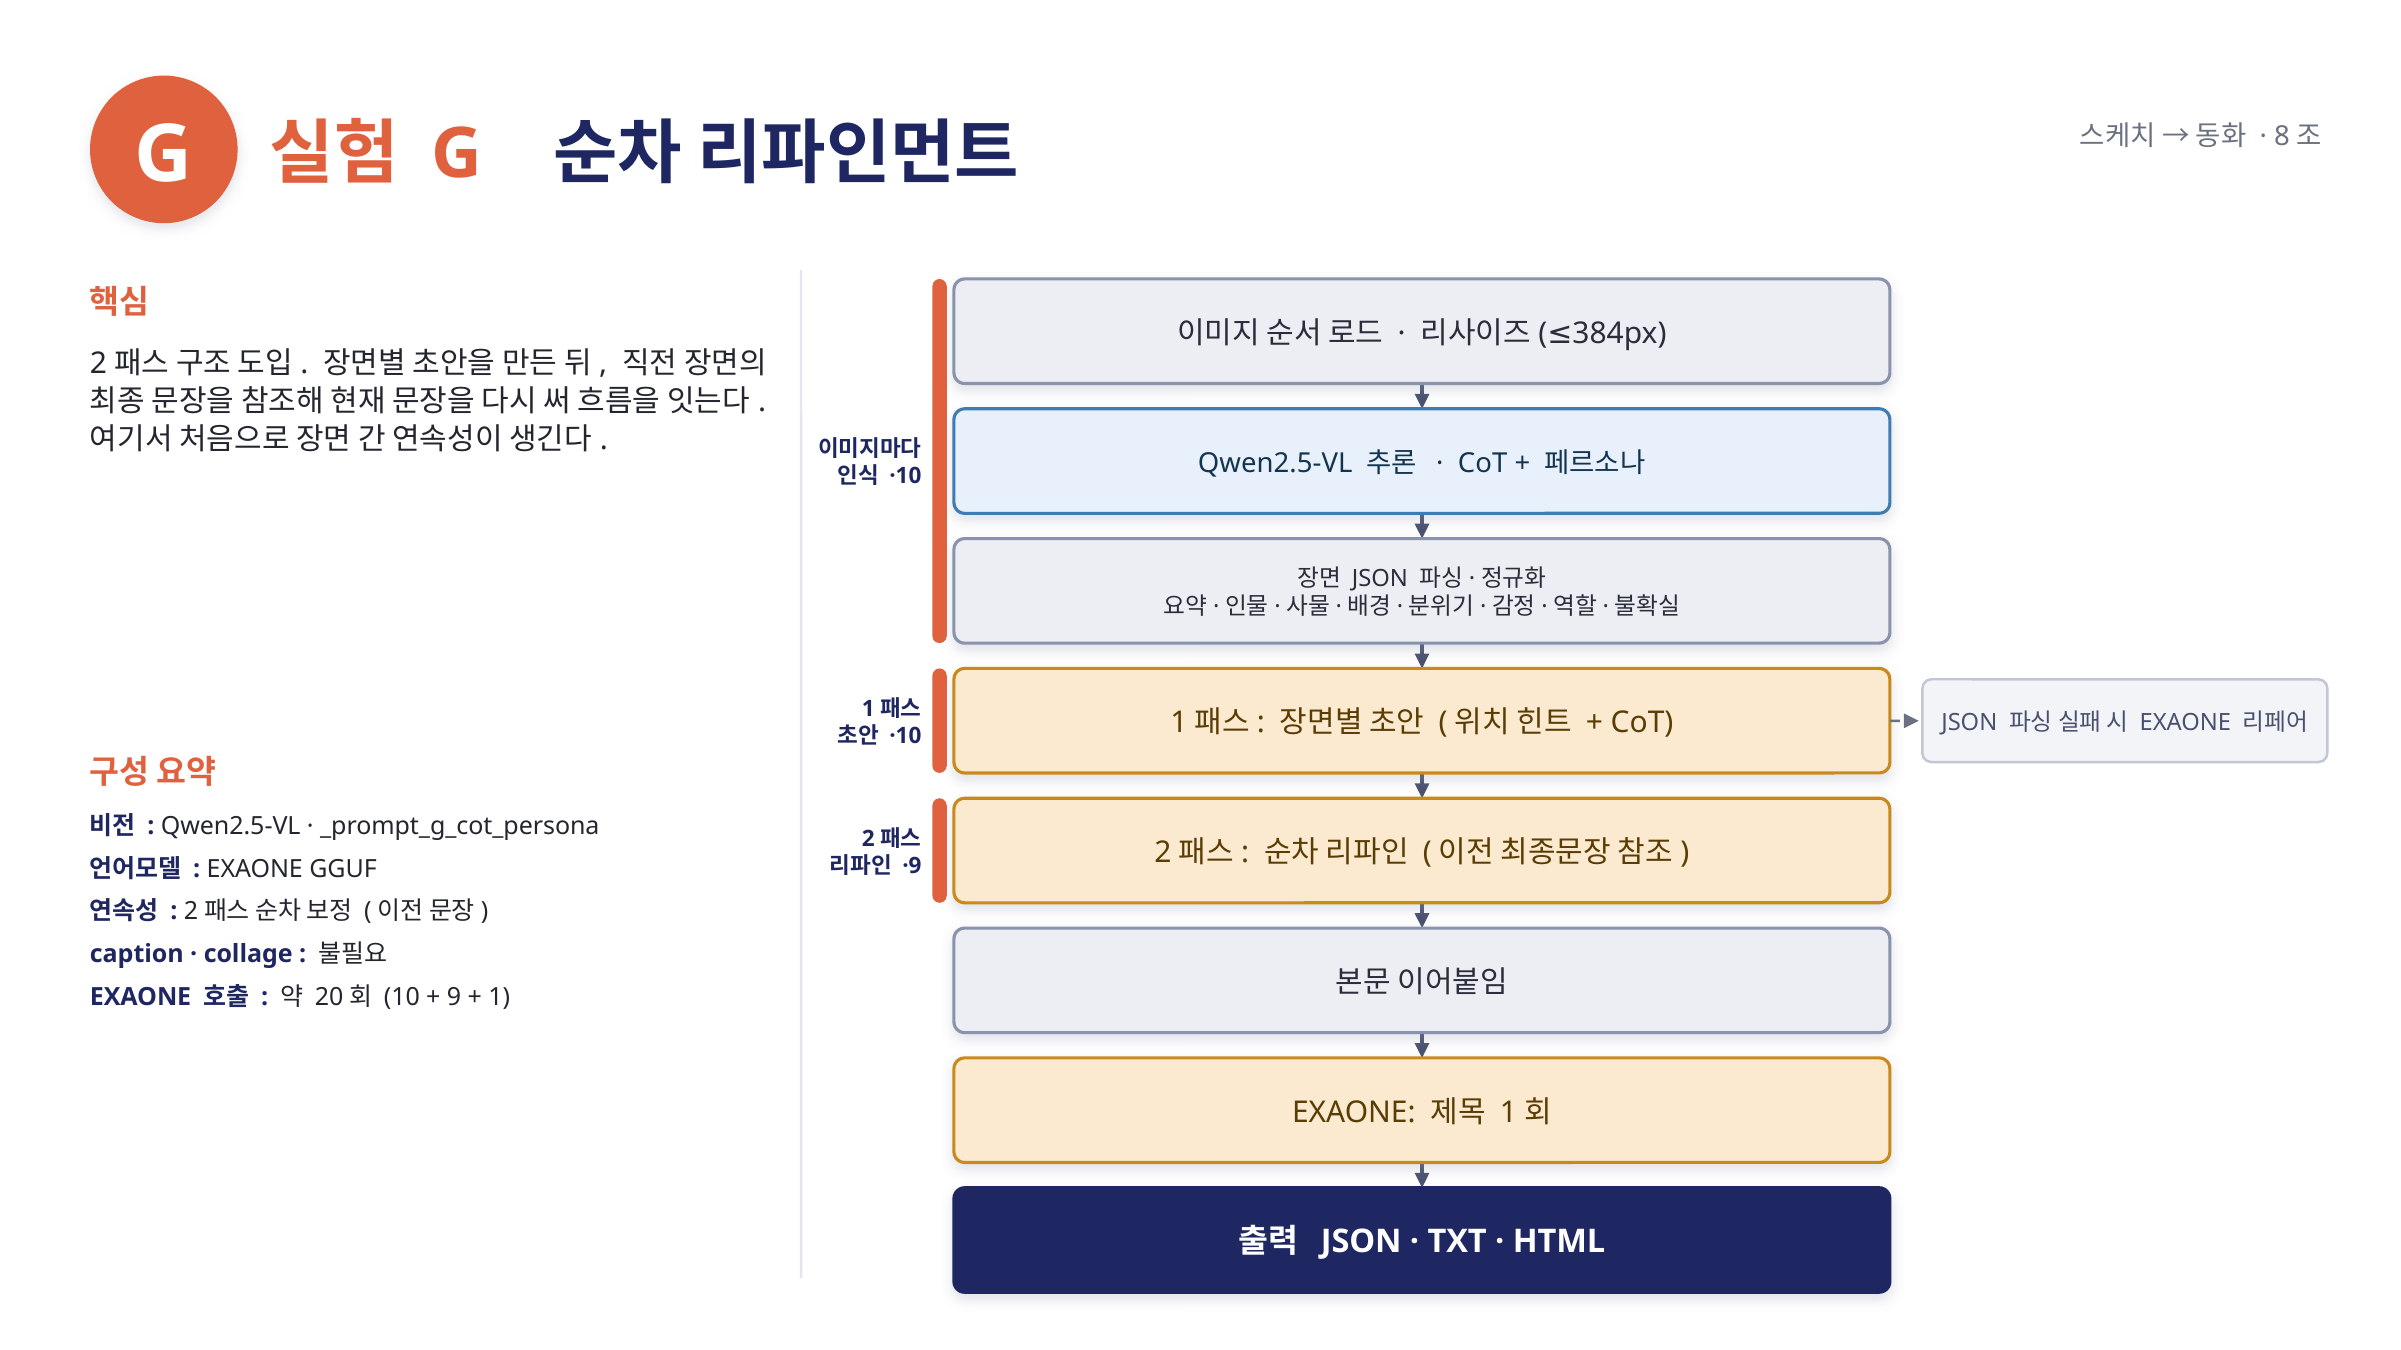 G
실험 G 순차 리파인먼트
스케치 → 동화 · 8 조
핵심
2 패스 구조 도입 . 장면별 초안을 만든 뒤 , 직전 장면의
최종 문장을 참조해 현재 문장을 다시 써 흐름을 잇는다 .
여기서 처음으로 장면 간 연속성이 생긴다 .
구성 요약
비전 : Qwen2.5-VL · _prompt_g_cot_persona
언어모델 : EXAONE GGUF
연속성 : 2 패스 순차 보정 ( 이전 문장 )
caption · collage : 불필요
EXAONE 호출 : 약 20 회 (10 + 9 + 1)
이미지마다
인식 ·10
이미지 순서 로드 · 리사이즈 (≤384px)
Qwen2.5-VL 추론 · CoT + 페르소나
장면 JSON 파싱 · 정규화
요약 · 인물 · 사물 · 배경 · 분위기 · 감정 · 역할 · 불확실
1 패스
초안 ·10
1 패스 : 장면별 초안 ( 위치 힌트 + CoT)
JSON 파싱 실패 시 EXAONE 리페어
2 패스
리파인 ·9
2 패스 : 순차 리파인 ( 이전 최종문장 참조 )
본문 이어붙임
EXAONE: 제목 1 회
출력 JSON · TXT · HTML